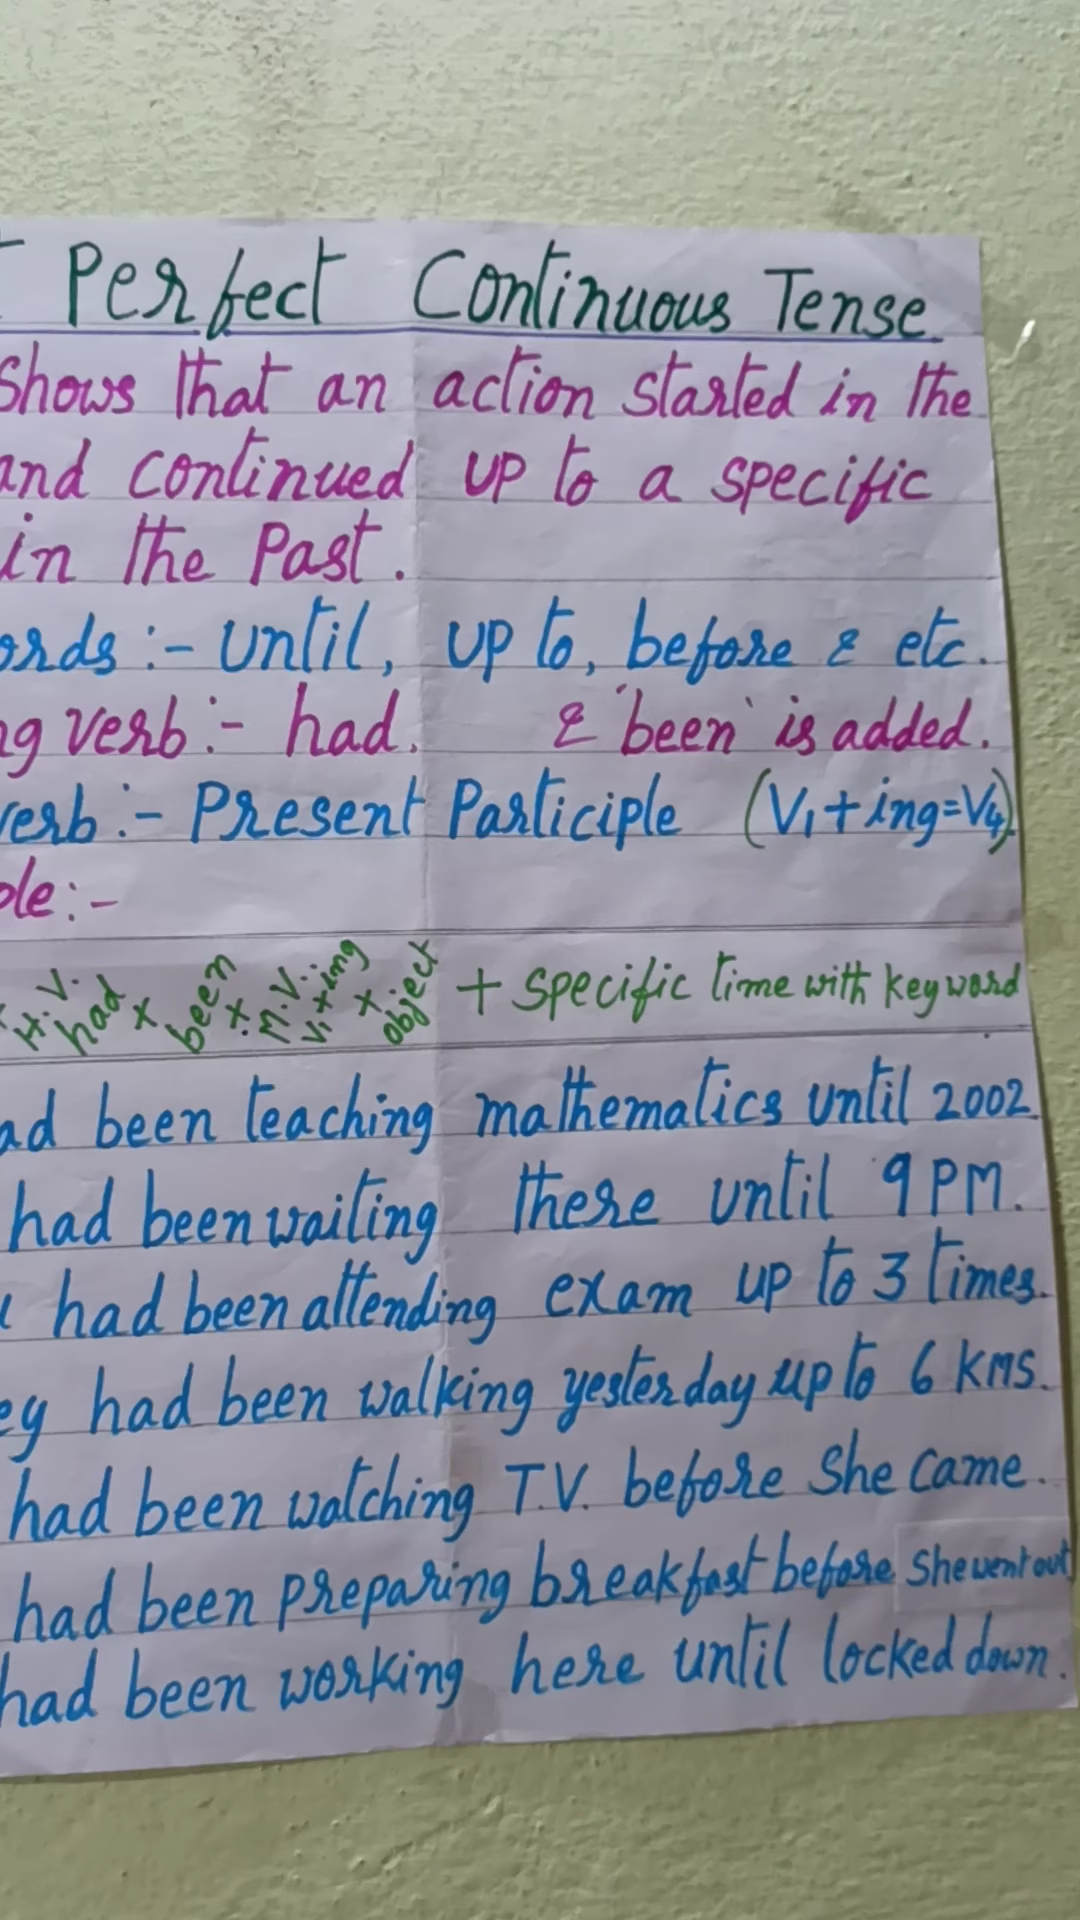 Perfect Continuous Tense.
Shows that an action started in the
and continued up to a specific
in the Past.
ords :- Until, up to, before & etc.
ng verb :- had. & 'been' is added.
verb :- Present Participle (V1+ing=V4)
ple :-
H.V. had × been × M.V. V1+ing × object + specific time with keyword
ad been teaching mathematics until 2002.
had been waiting there until 9 PM.
had been attending exam up to 3 times.
ey had been walking yesterday up to 6 KMS.
had been watching T.V. before she came.
had been preparing breakfast before she went out
had been working here until locked down.